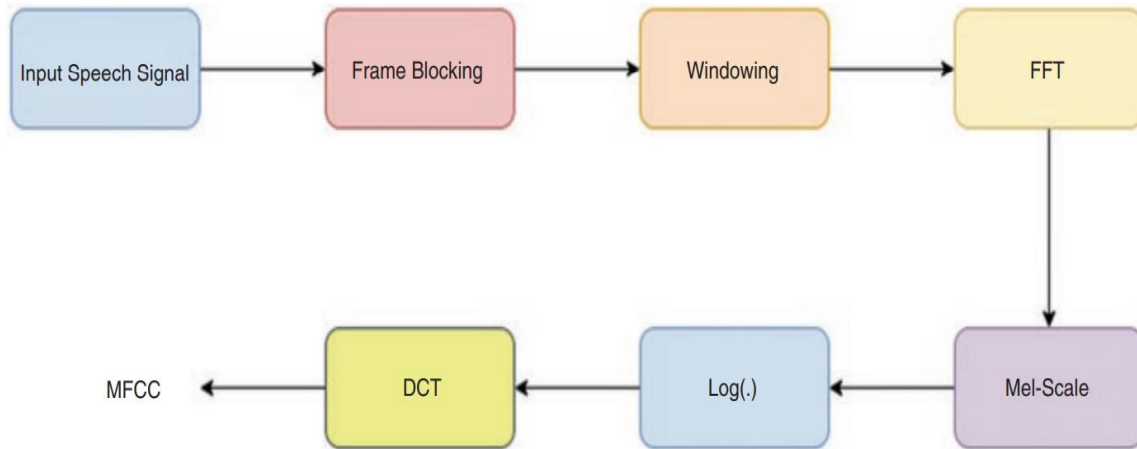 Input Speech Signal
Frame Blocking
Windowing
FFT
Mel-Scale
Log(.)
DCT
MFCC